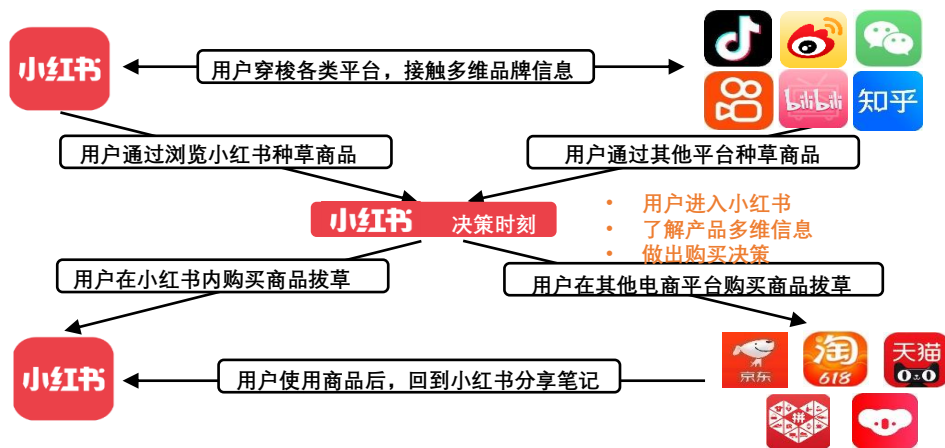 小红书
用户穿梭各类平台，接触多维品牌信息
bilibili
知乎
用户通过浏览小红书种草商品
用户通过其他平台种草商品
小红书 决策时刻
• 用户进入小红书
• 了解产品多维信息
• 做出购买决策
用户在小红书内购买商品拔草
用户在其他电商平台购买商品拔草
小红书
用户使用商品后，回到小红书分享笔记
京东
淘
618
天猫
拼